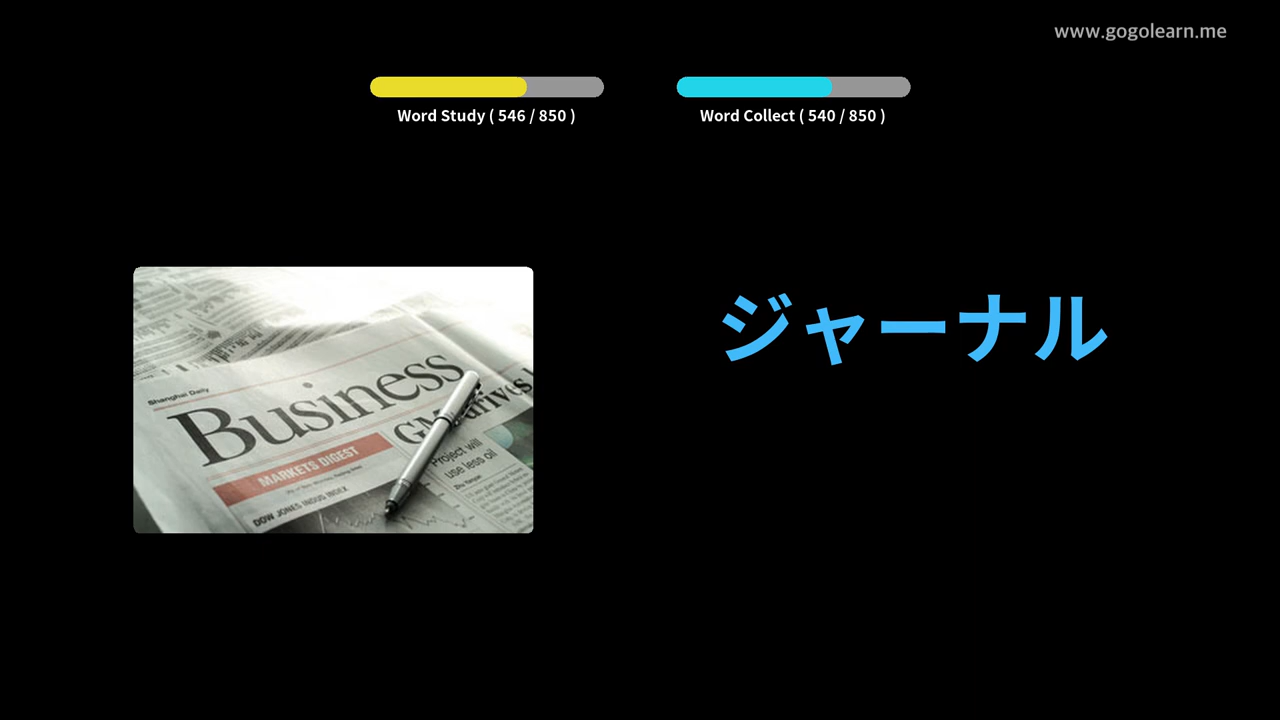 www.gogolearn.me
Word Study ( 546 / 850 )
Word Collect ( 540 / 850 )
ジャーナル
Shanghai Daily
Business
MARKETS DIGEST
DOW JONES INDUS INDEX
GM drives
Project will
use less oil